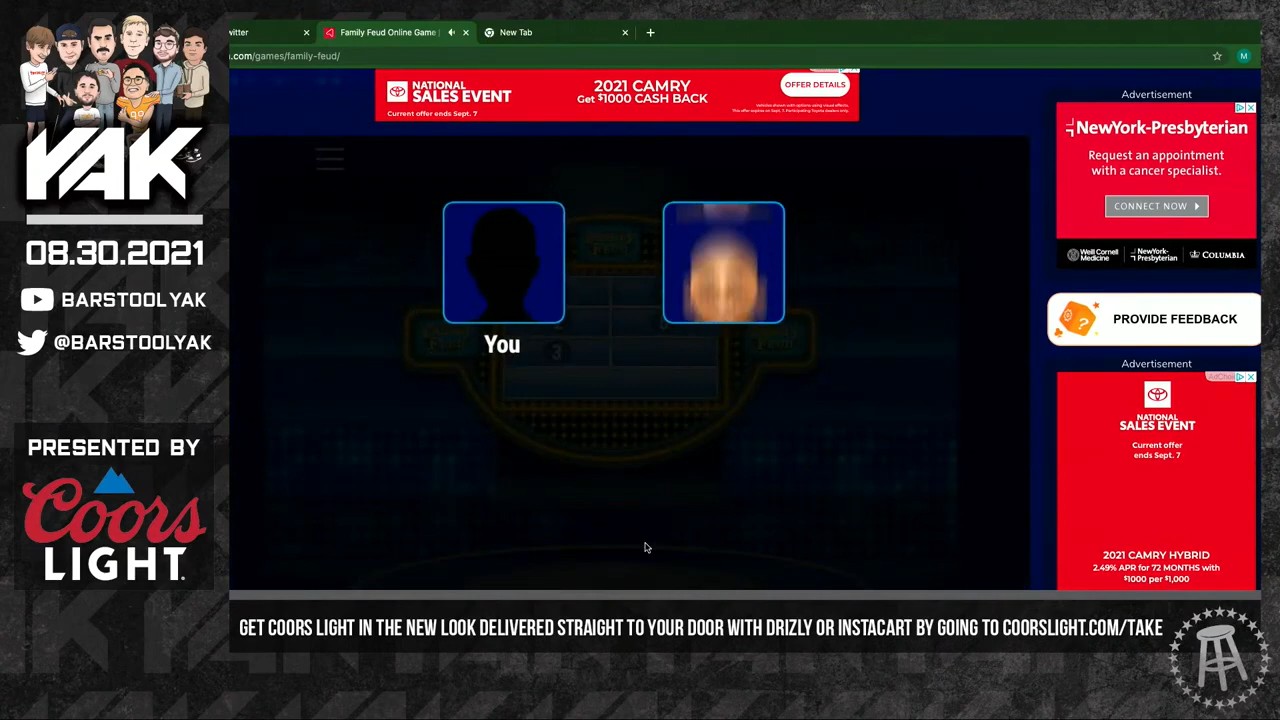 witter
Family Feud Online Game
New Tab
.com/games/family-feud/
M
YAK
08.30.2021
BARSTOOLYAK
@BARSTOOLYAK
PRESENTED BY
Coors
LIGHT
NATIONAL
SALES EVENT
Current offer ends Sept. 7
2021 CAMRY
Get $1000 CASH BACK
OFFER DETAILS
You
3
Advertisement
NewYork-Presbyterian
Request an appointment
with a cancer specialist.
CONNECT NOW
Weill Cornell
Medicine
NewYork-
Presbyterian
COLUMBIA
PROVIDE FEEDBACK
Advertisement
AdChoi
NATIONAL
SALES EVENT
Current offer
ends Sept. 7
2021 CAMRY HYBRID
2.49% APR for 72 MONTHS with
$1000 per $1,000
GET COORS LIGHT IN THE NEW LOOK DELIVERED STRAIGHT TO YOUR DOOR WITH DRIZLY OR INSTACART BY GOING TO COORSLIGHT.COM/TAKE